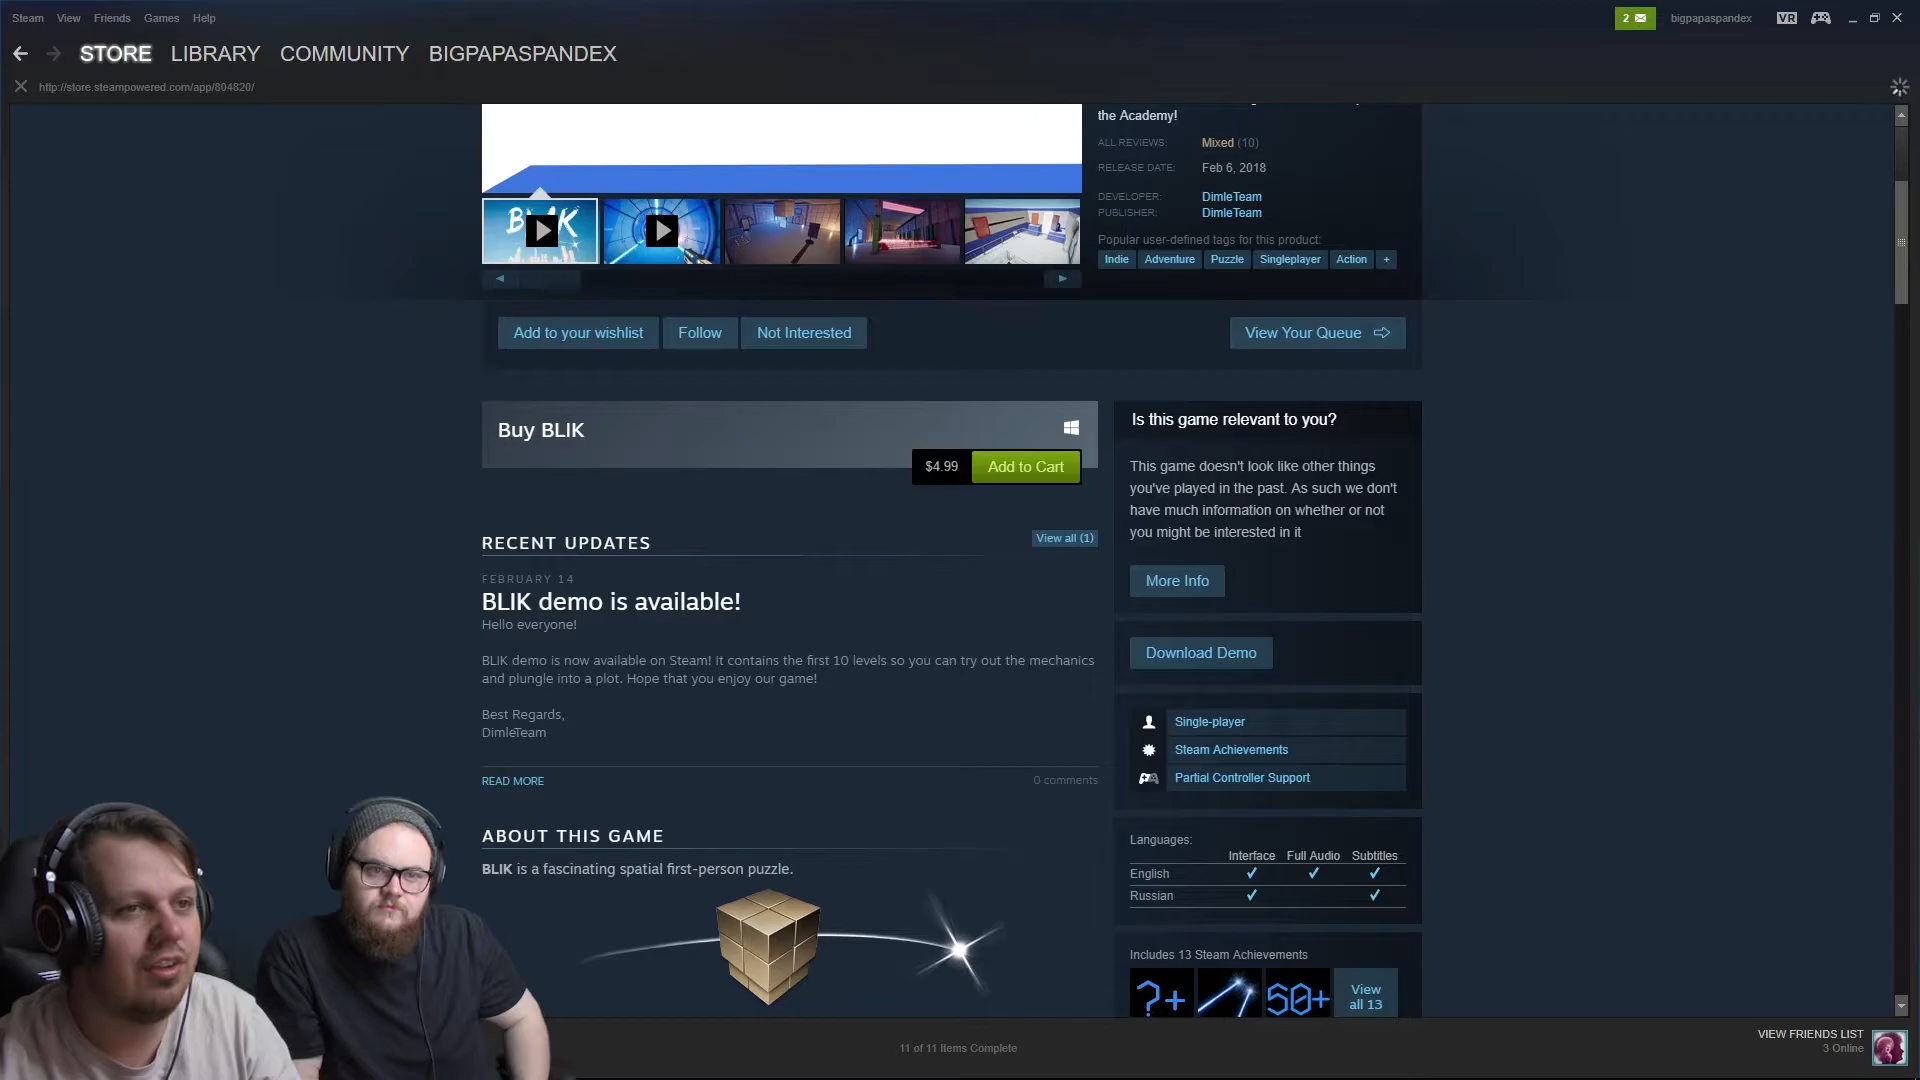 Steam View Friends Games Help
2 bigpapaspandex VR
STORE LIBRARY COMMUNITY BIGPAPASPANDEX
http://store.steampowered.com/app/804820/
the Academy!
ALL REVIEWS: Mixed (10)
RELEASE DATE: Feb 6, 2018
DEVELOPER: DimleTeam
PUBLISHER: DimleTeam
Popular user-defined tags for this product:
Indie Adventure Puzzle Singleplayer Action +
Add to your wishlist Follow Not Interested View Your Queue
Buy BLIK
$4.99 Add to Cart
RECENT UPDATES View all (1)
FEBRUARY 14
BLIK demo is available!
Hello everyone!
BLIK demo is now available on Steam! It contains the first 10 levels so you can try out the mechanics
and plungle into a plot. Hope that you enjoy our game!
Best Regards,
DimleTeam
READ MORE 0 comments
ABOUT THIS GAME
BLIK is a fascinating spatial first-person puzzle.
Is this game relevant to you?
This game doesn't look like other things
you've played in the past. As such we don't
have much information on whether or not
you might be interested in it
More Info
Download Demo
Single-player
Steam Achievements
Partial Controller Support
Languages:
Interface Full Audio Subtitles
English ✓ ✓ ✓
Russian ✓ ✓
Includes 13 Steam Achievements
?+ 50+ View
all 13
11 of 11 Items Complete
VIEW FRIENDS LIST
3 Online